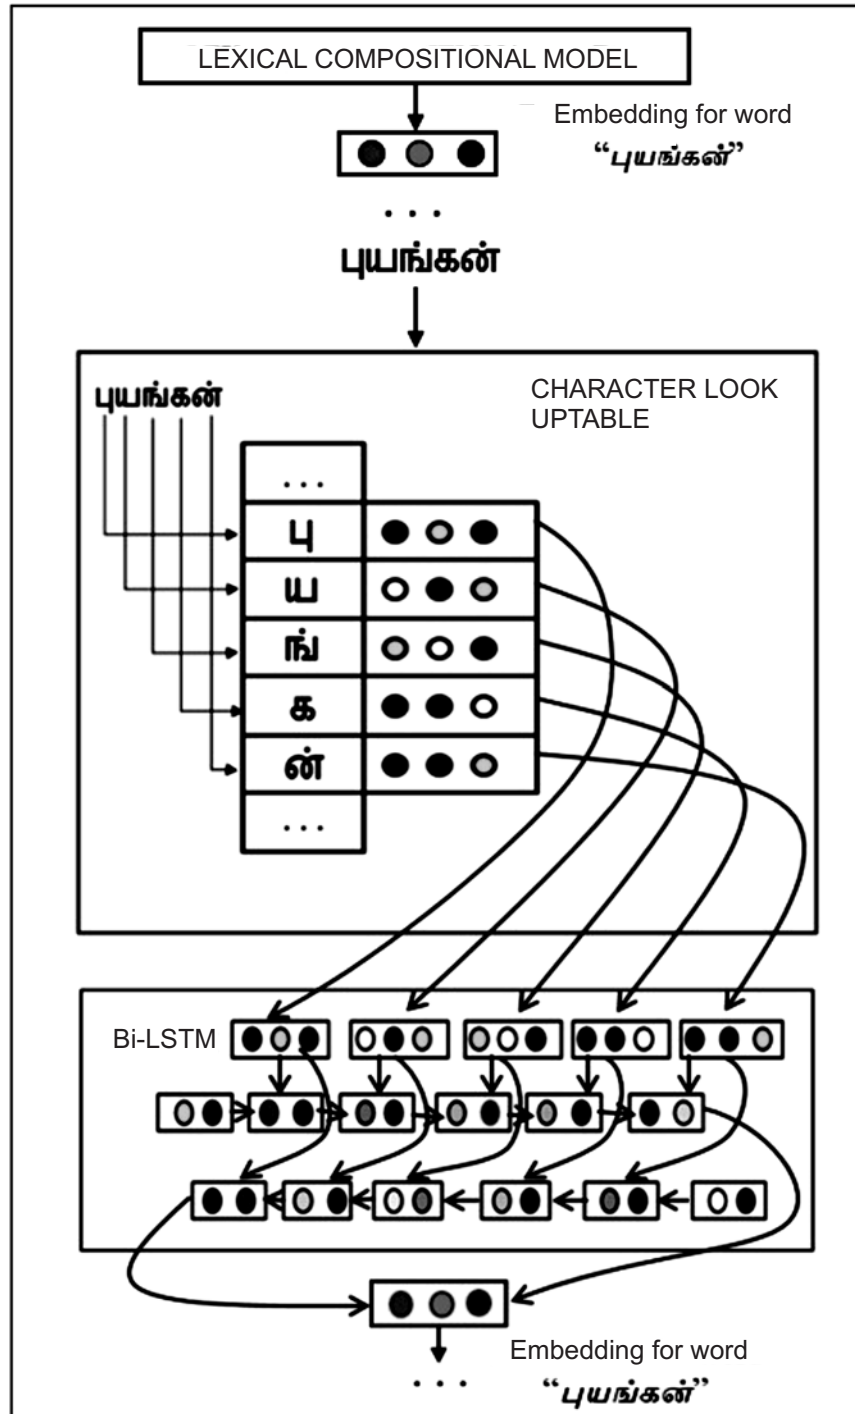 LEXICAL COMPOSITIONAL MODEL
Embedding for word
“புயங்கன்”
. . .
புயங்கன்
புயங்கன்
CHARACTER LOOK
UPTABLE
. . .
பு
ய
ங்
க
ன்
. . .
Bi-LSTM
Embedding for word
. . .
“புயங்கன்”